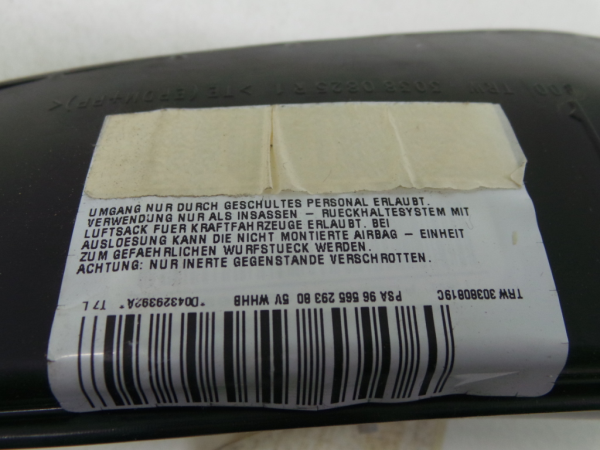 UMGANG NUR DURCH GESCHULTES PERSONAL ERLAUBT.
VERWENDUNG NUR ALS INSASSEN – RUECKHALTESYSTEM MIT
LUFTSACK FUER KRAFTFAHRZEUGE ERLAUBT. BEI
AUSLOESUNG KANN DIE NICHT MONTIERTE AIRBAG – EINHEIT
ZUM GEFAEHRLICHEN WURFSTUECK WERDEN.
ACHTUNG: NUR INERTE GEGENSTANDE VERSCHROTTEN.
TRW 30380819C PSA 96 565 293 80 5V WHHB *D04329392A* T7 L